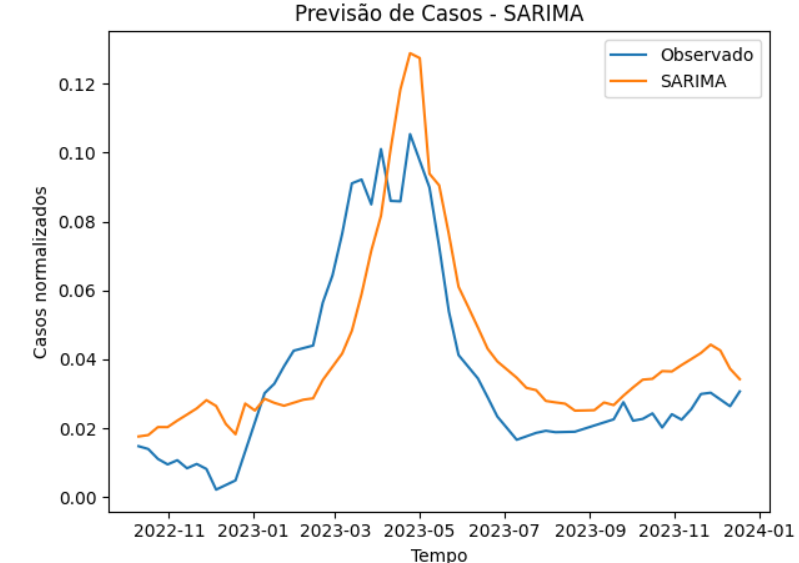 Previsão de Casos - SARIMA
Observado
SARIMA
0.12
0.10
0.08
0.06
0.04
0.02
0.00
Casos normalizados
2022-11 2023-01 2023-03 2023-05 2023-07 2023-09 2023-11 2024-01
Tempo